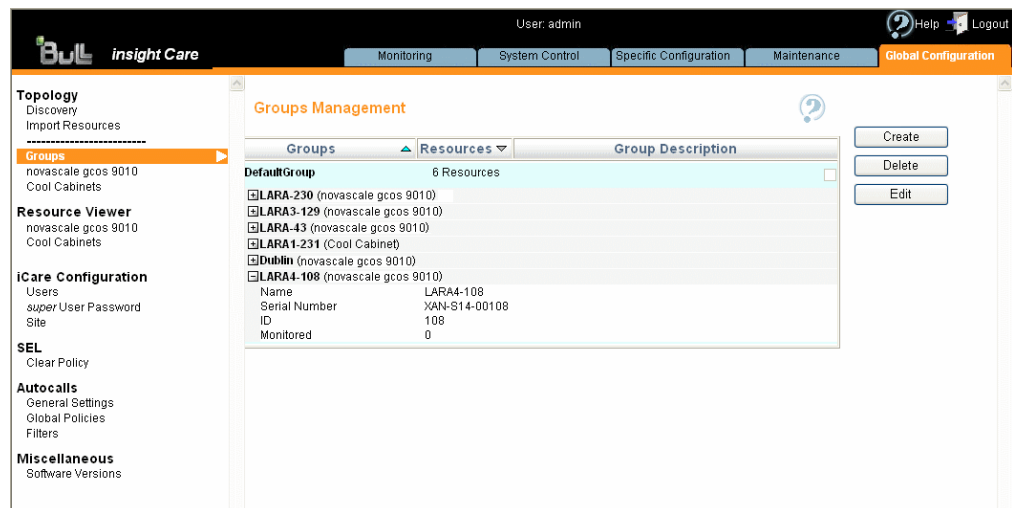 User: admin
Help
Logout
Bull
insight Care
Monitoring
System Control
Specific Configuration
Maintenance
Global Configuration
Topology
Discovery
Import Resources
-------------------------
Groups
novascale gcos 9010
Cool Cabinets
Resource Viewer
novascale gcos 9010
Cool Cabinets
iCare Configuration
Users
super User Password
Site
SEL
Clear Policy
Autocalls
General Settings
Global Policies
Filters
Miscellaneous
Software Versions
Groups Management
Groups Resources Group Description
DefaultGroup 6 Resources
LARA-230 (novascale gcos 9010)
LARA3-129 (novascale gcos 9010)
LARA-43 (novascale gcos 9010)
LARA1-231 (Cool Cabinet)
Dublin (novascale gcos 9010)
LARA4-108 (novascale gcos 9010)
Name LARA4-108
Serial Number XAN-S14-00108
ID 108
Monitored 0
Create
Delete
Edit